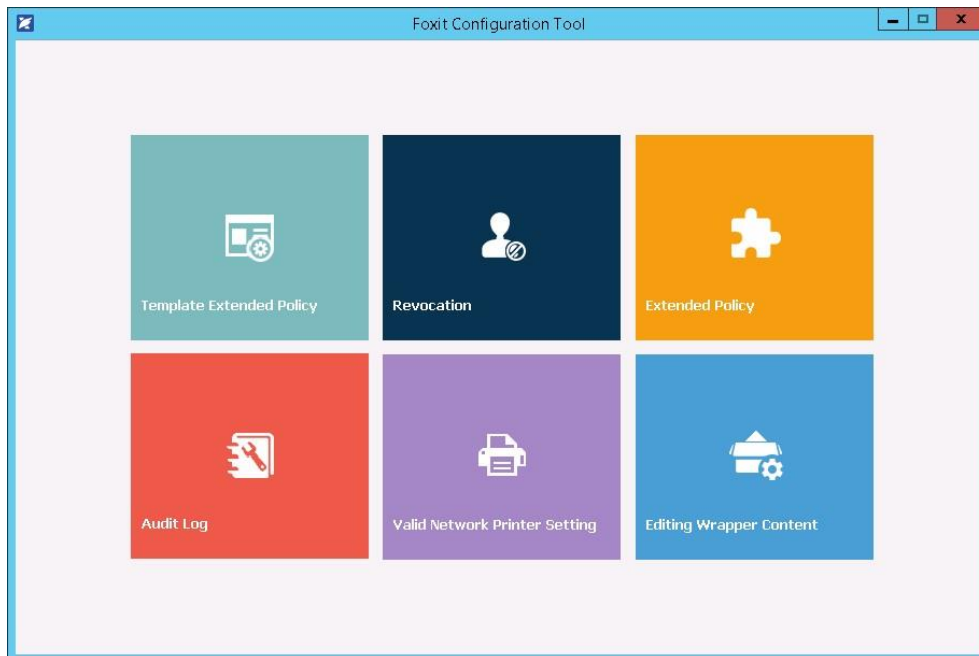 Foxit Configuration Tool
Template Extended Policy
Revocation
Extended Policy
Audit Log
Valid Network Printer Setting
Editing Wrapper Content